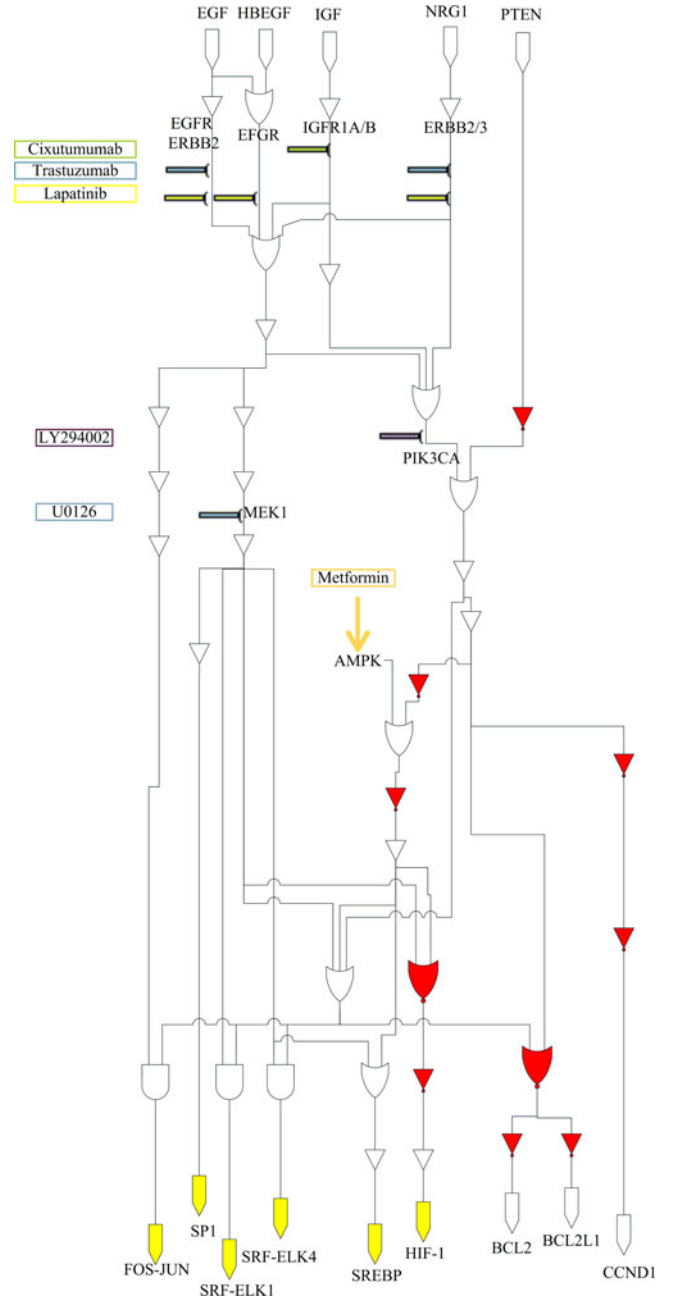 EGF HBEGF IGF NRG1 PTEN
EGFR
ERBB2
EFGR
IGFR1A/B
ERBB2/3
Cixutumumab
Trastuzumab
Lapatinib
LY294002
PIK3CA
U0126
MEK1
Metformin
AMPK
FOS-JUN
SP1
SRF-ELK1
SRF-ELK4
SREBP
HIF-1
BCL2
BCL2L1
CCND1